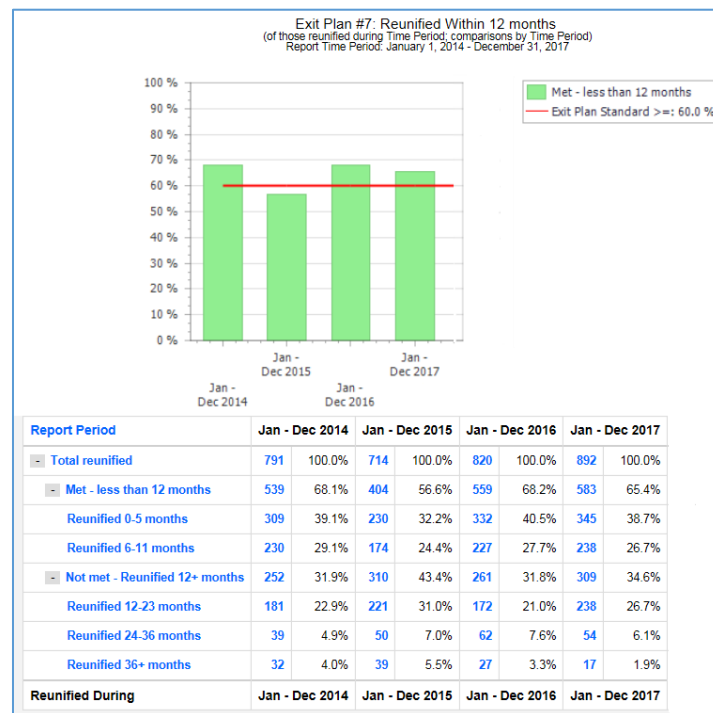 Exit Plan #7: Reunified Within 12 months
(of those reunified during Time Period; comparisons by Time Period)
Report Time Period: January 1, 2014 - December 31, 2017
100 %
90 %
80 %
70 %
60 %
50 %
40 %
30 %
20 %
10 %
0 %
Met - less than 12 months
Exit Plan Standard >=: 60.0 %
Jan -
Dec 2014
Jan -
Dec 2015
Jan -
Dec 2016
Jan -
Dec 2017
Report Period Jan - Dec 2014 Jan - Dec 2015 Jan - Dec 2016 Jan - Dec 2017
- Total reunified 791 100.0% 714 100.0% 820 100.0% 892 100.0%
- Met - less than 12 months 539 68.1% 404 56.6% 559 68.2% 583 65.4%
Reunified 0-5 months 309 39.1% 230 32.2% 332 40.5% 345 38.7%
Reunified 6-11 months 230 29.1% 174 24.4% 227 27.7% 238 26.7%
- Not met - Reunified 12+ months 252 31.9% 310 43.4% 261 31.8% 309 34.6%
Reunified 12-23 months 181 22.9% 221 31.0% 172 21.0% 238 26.7%
Reunified 24-36 months 39 4.9% 50 7.0% 62 7.6% 54 6.1%
Reunified 36+ months 32 4.0% 39 5.5% 27 3.3% 17 1.9%
Reunified During Jan - Dec 2014 Jan - Dec 2015 Jan - Dec 2016 Jan - Dec 2017